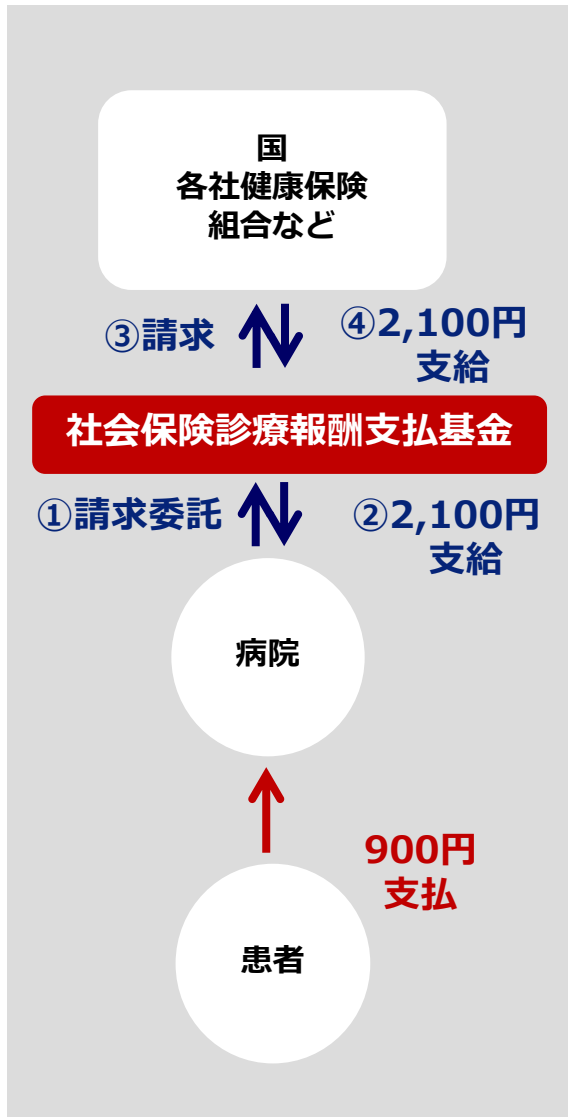 国
各社健康保険
組合など
③請求
④2,100円
支給
社会保険診療報酬支払基金
①請求委託
②2,100円
支給
病院
900円
支払
患者